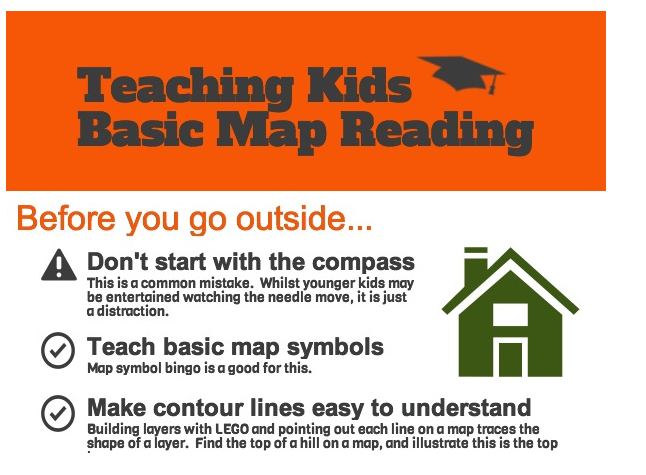 Teaching Kids
Basic Map Reading
Before you go outside...
Don't start with the compass
This is a common mistake. Whilst younger kids may
be entertained watching the needle move, it is just
a distraction.
Teach basic map symbols
Map symbol bingo is a good for this.
Make contour lines easy to understand
Building layers with LEGO and pointing out each line on a map traces the
shape of a layer. Find the top of a hill on a map, and illustrate this is the top